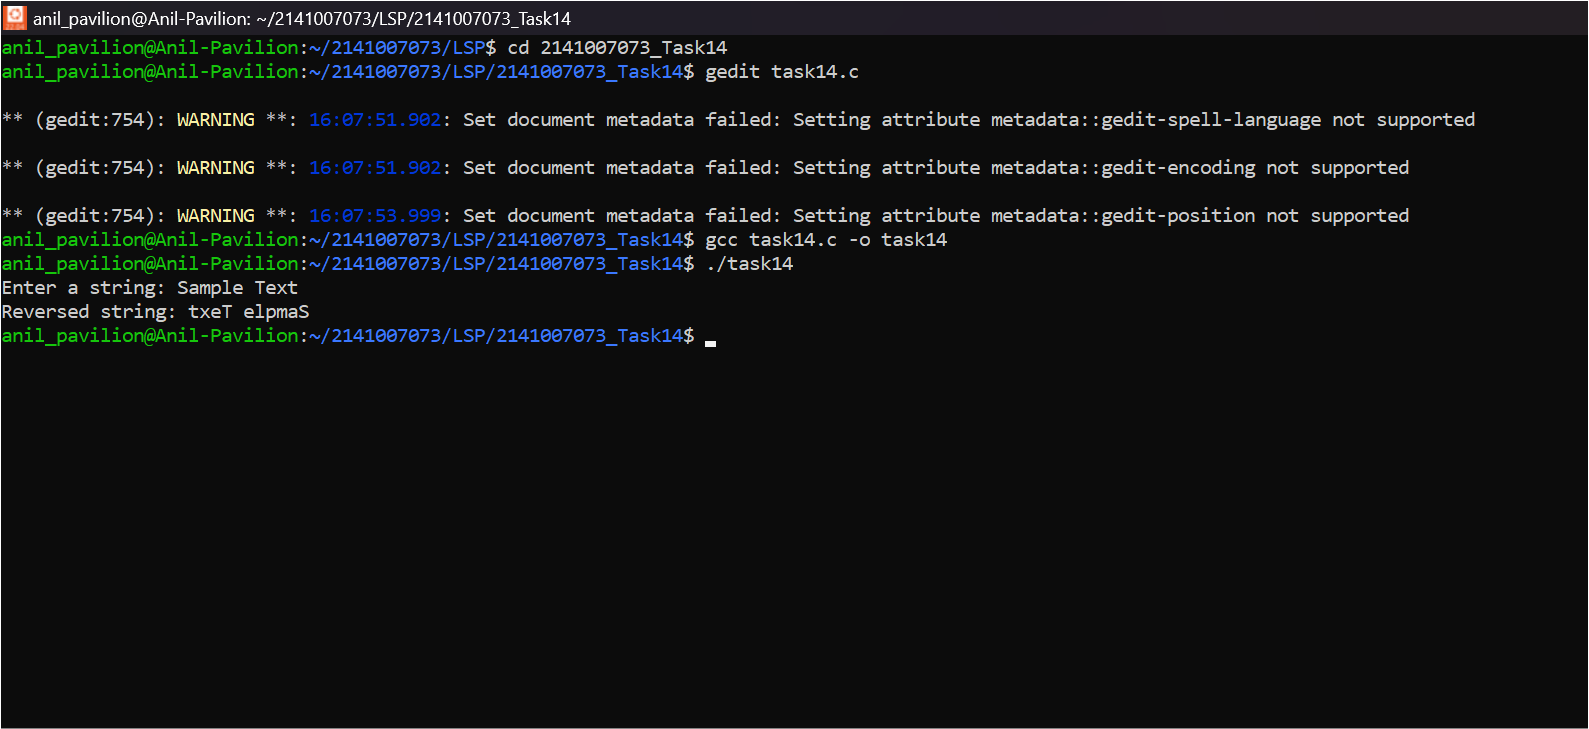 anil_pavilion@Anil-Pavilion: ~/2141007073/LSP/2141007073_Task14
anil_pavilion@Anil-Pavilion:~/2141007073/LSP$ cd 2141007073_Task14
anil_pavilion@Anil-Pavilion:~/2141007073/LSP/2141007073_Task14$ gedit task14.c
** (gedit:754): WARNING **: 16:07:51.902: Set document metadata failed: Setting attribute metadata::gedit-spell-language not supported
** (gedit:754): WARNING **: 16:07:51.902: Set document metadata failed: Setting attribute metadata::gedit-encoding not supported
** (gedit:754): WARNING **: 16:07:53.999: Set document metadata failed: Setting attribute metadata::gedit-position not supported
anil_pavilion@Anil-Pavilion:~/2141007073/LSP/2141007073_Task14$ gcc task14.c -o task14
anil_pavilion@Anil-Pavilion:~/2141007073/LSP/2141007073_Task14$ ./task14
Enter a string: Sample Text
Reversed string: txeT elpmaS
anil_pavilion@Anil-Pavilion:~/2141007073/LSP/2141007073_Task14$